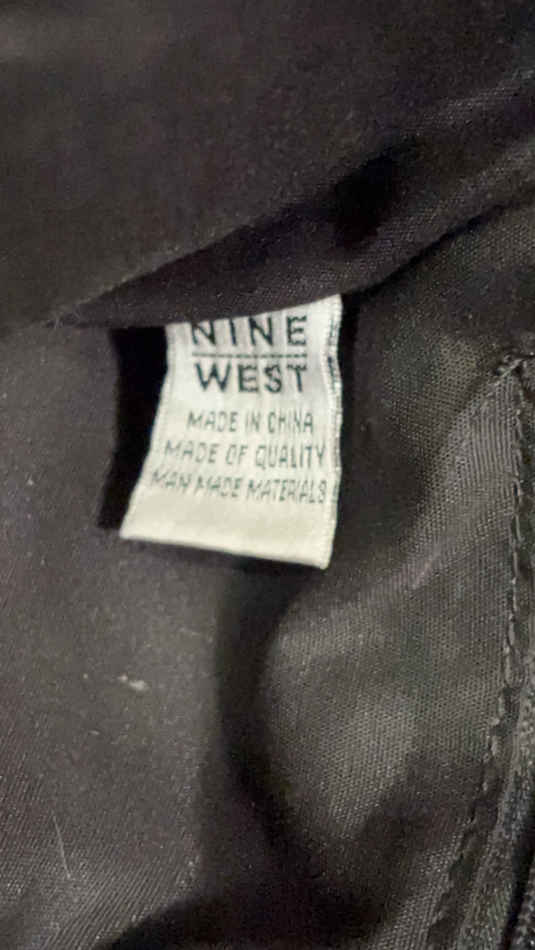 NINE
WEST
MADE IN CHINA
MADE OF QUALITY
MAN MADE MATERIALS